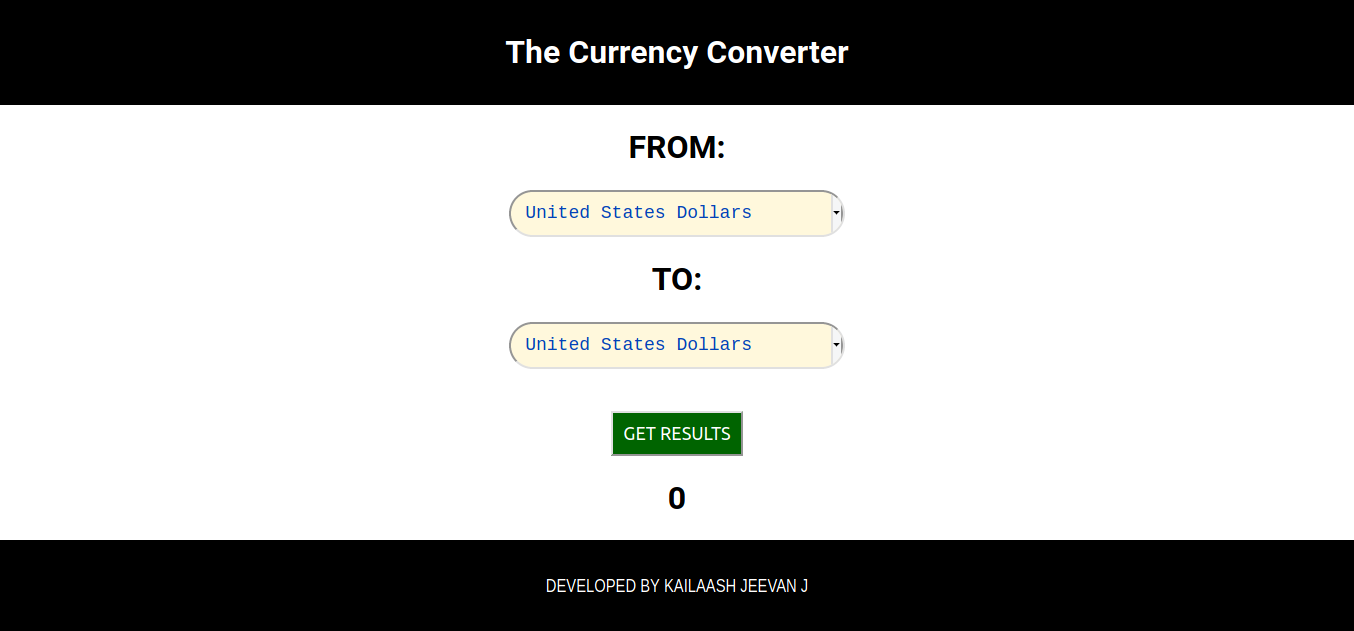 The Currency Converter
FROM:
United States Dollars
TO:
United States Dollars
GET RESULTS
0
DEVELOPED BY KAILAASH JEEVAN J